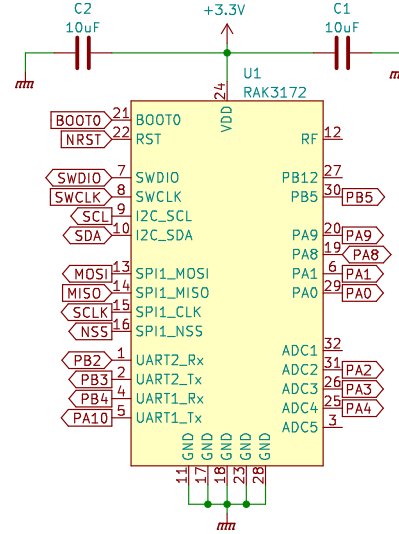 C2 +3.3V C1
10uF 10uF
U1
24 RAK3172
VDD
BOOT0 21 BOOT0
NRST 22 RST RF 12
SWDIO 7 SWDIO PB12 27
SWCLK 8 SWCLK PB5 30 PB5
SCL 9 I2C_SCL
SDA 10 I2C_SDA PA9 20 PA9
PA8 19 PA8
MOSI 13 SPI1_MOSI PA1 6 PA1
MISO 14 SPI1_MISO PA0 29 PA0
SCLK 15 SPI1_CLK
NSS 16 SPI1_NSS
ADC1 32
PB2 1 UART2_Rx ADC2 31 PA2
PB3 2 UART2_Tx ADC3 26 PA3
PB4 4 UART1_Rx ADC4 25 PA4
PA10 5 UART1_Tx ADC5 3
GND GND GND GND GND
11 17 18 23 28